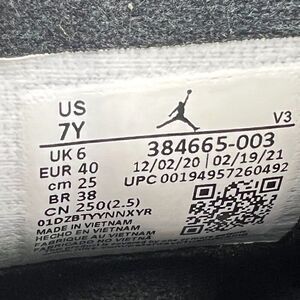 US
7Y
V3
UK 6
EUR 40
cm 25
BR 38
CN 250(2.5)
384665-003
12/02/20 02/19/21
UPC 00194957260492
01DZBTYYNNXYR
MADE IN VIETNAM
HECHO EN VIETNAM
FABRIQUE AU VIETNAM